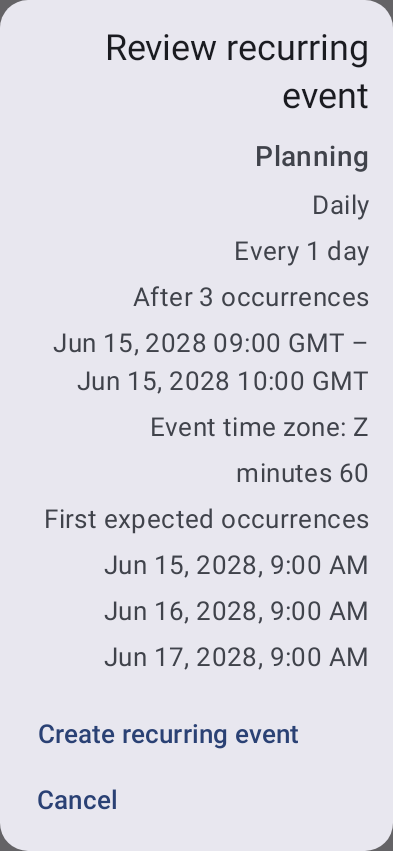 Review recurring
event
Planning
Daily
Every 1 day
After 3 occurrences
Jun 15, 2028 09:00 GMT –
Jun 15, 2028 10:00 GMT
Event time zone: Z
minutes 60
First expected occurrences
Jun 15, 2028, 9:00 AM
Jun 16, 2028, 9:00 AM
Jun 17, 2028, 9:00 AM
Create recurring event
Cancel